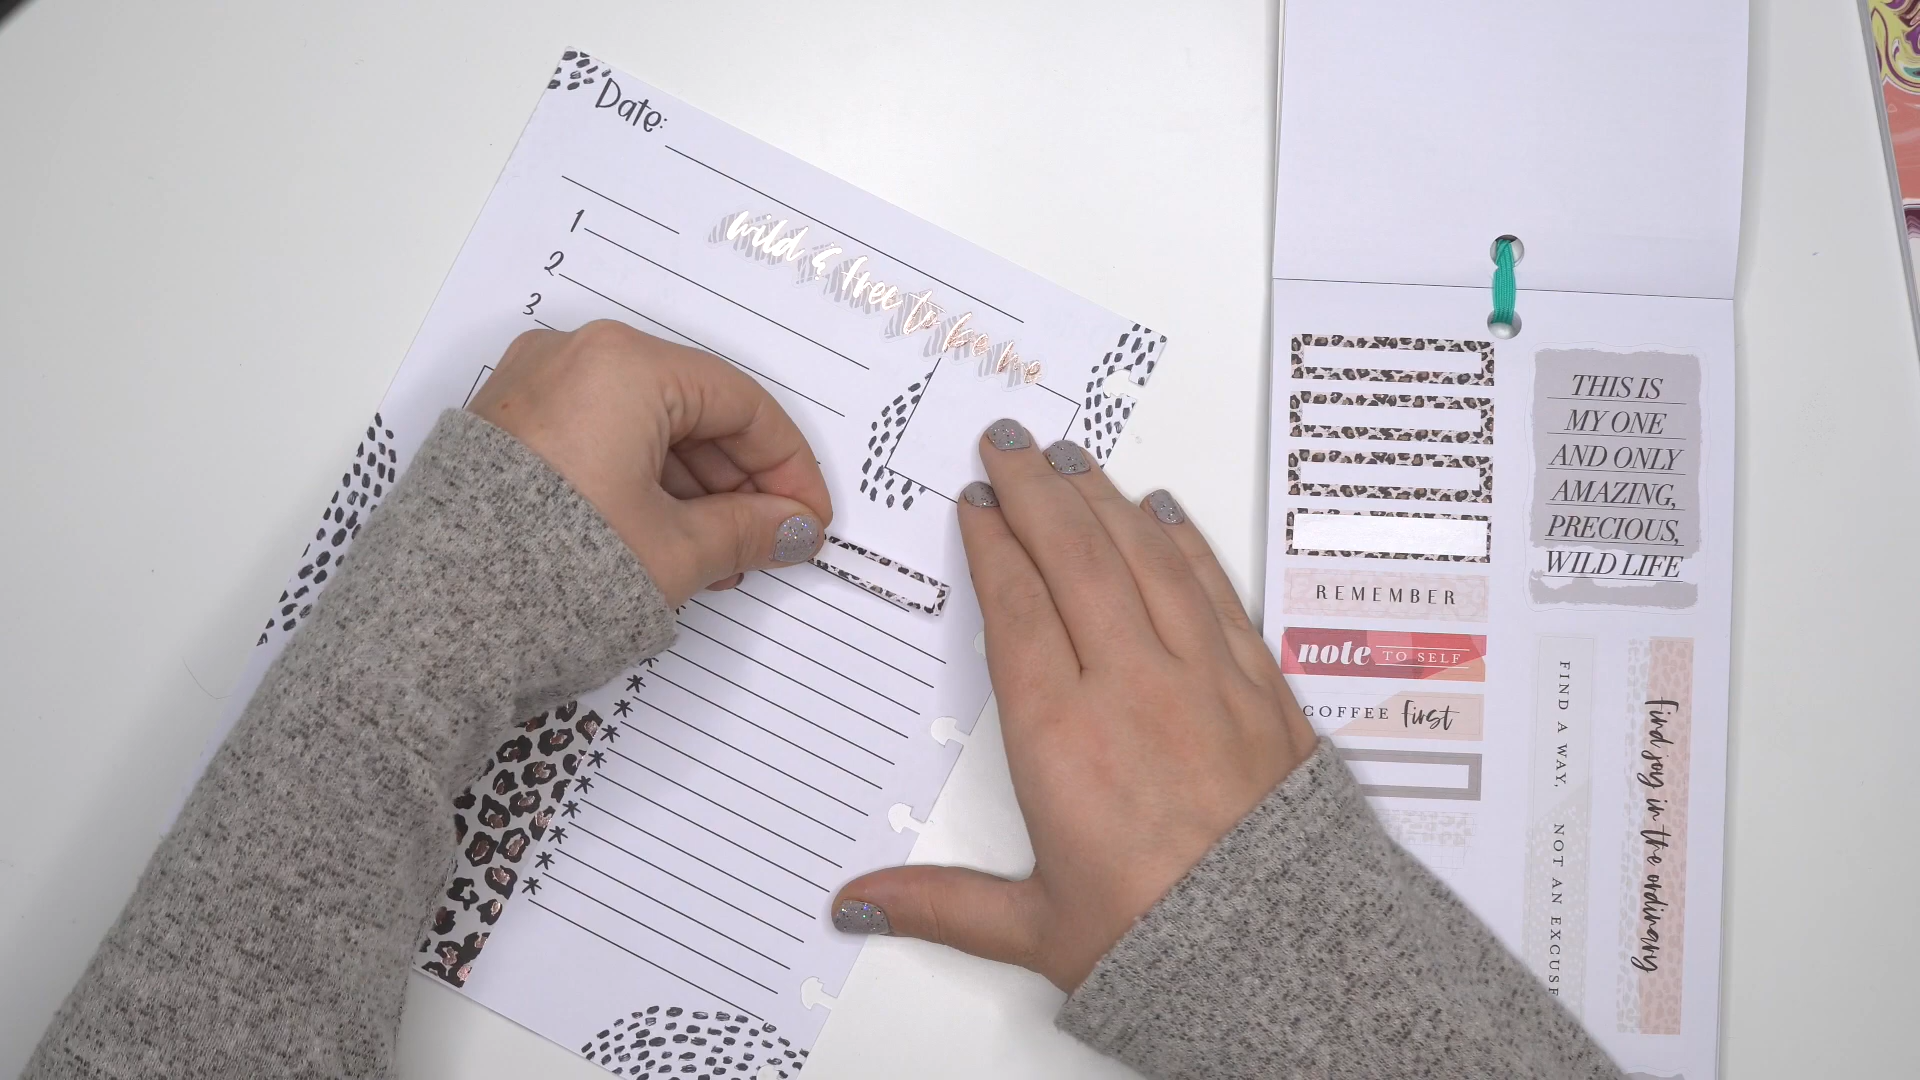 Date:
wild & free to be me
1
2
3
THIS IS
MY ONE
AND ONLY
AMAZING,
PRECIOUS,
WILD LIFE
REMEMBER
note TO SELF
COFFEE first
FIND A WAY, NOT AN EXCUSE
find joy in the ordinary